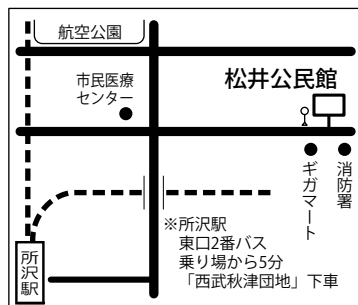 航空公園
市民医療
センター
松井公民館
ギガマート
消防署
※所沢駅
東口2番バス
乗り場から5分
「西武秋津団地」下車
所沢駅